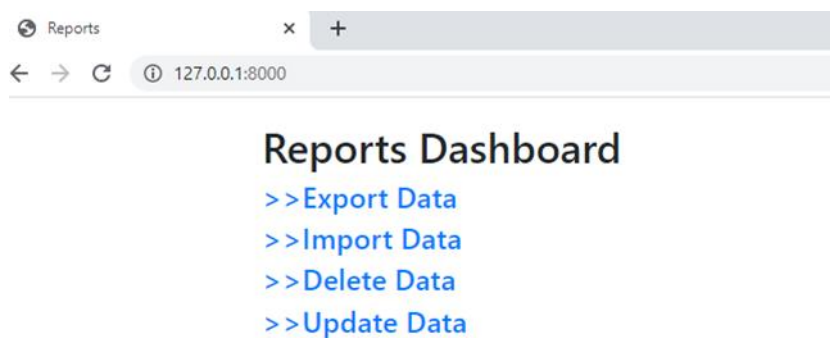 Reports
127.0.0.1:8000
Reports Dashboard
>>Export Data
>>Import Data
>>Delete Data
>>Update Data